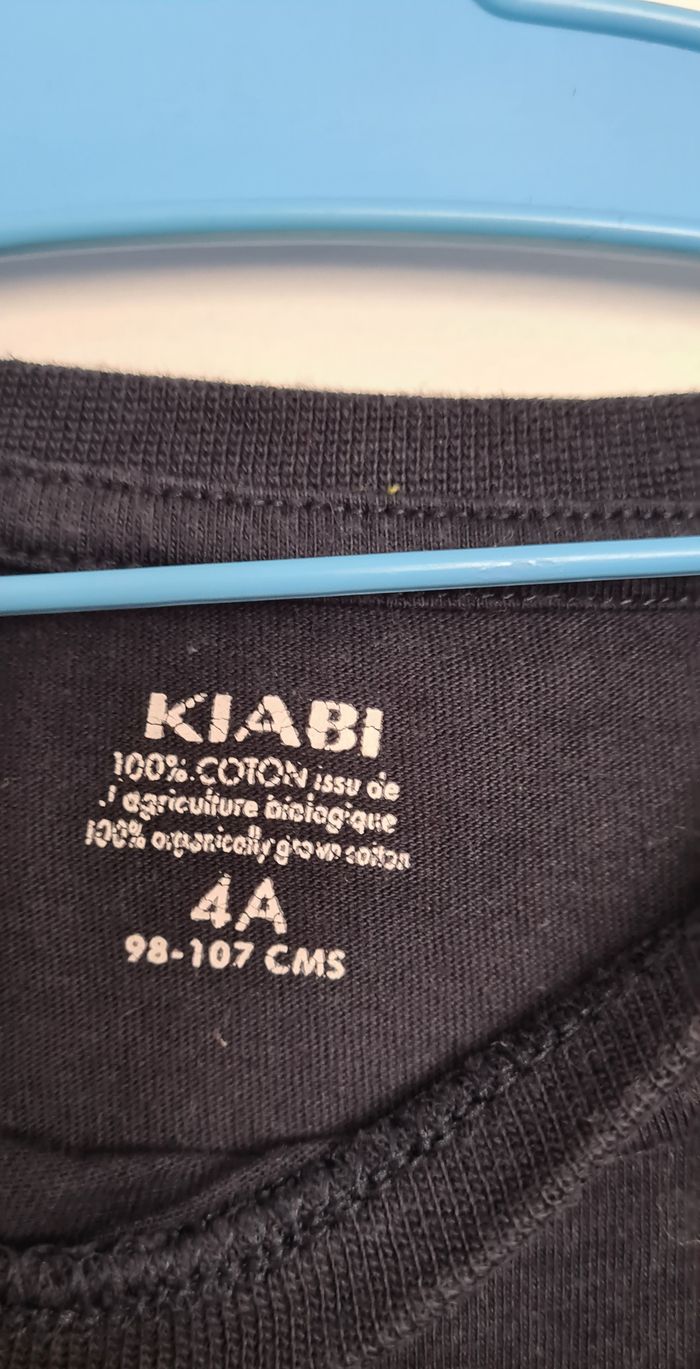 KIABI
100% COTON issu de
l'agriculture biologique
100% organically grown cotton
4A
98-107 CMS